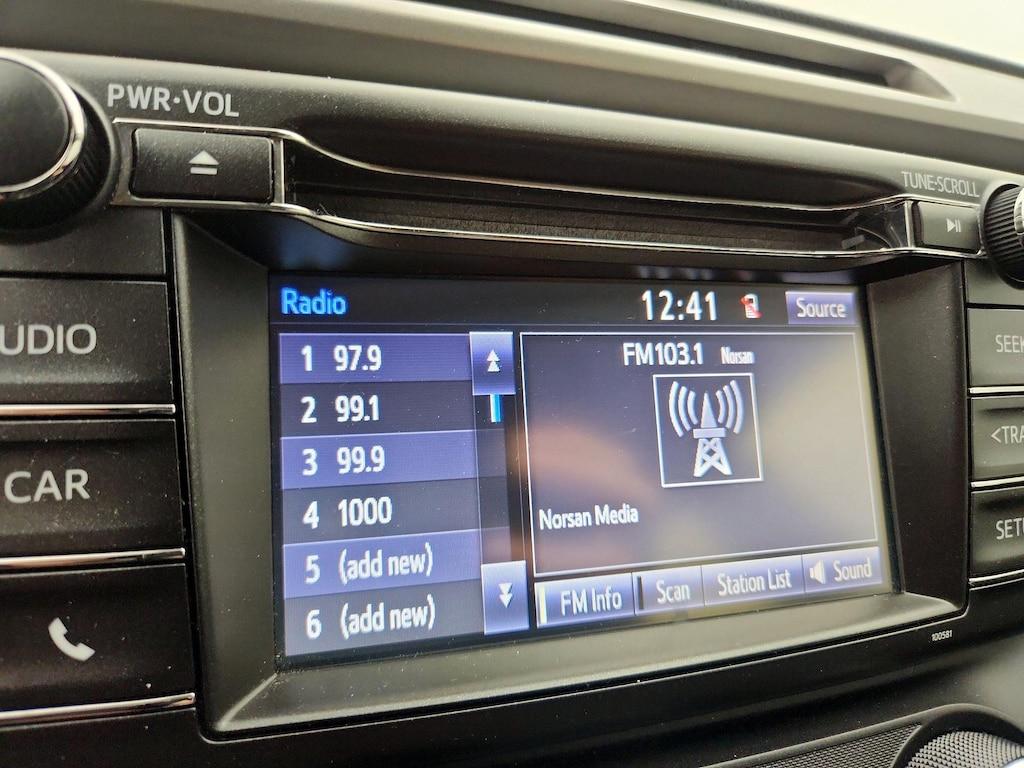 PWR·VOL
TUNE·SCROLL
UDIO
CAR
Radio
12:41
Source
1 97.9
2 99.1
3 99.9
4 1000
5 (add new)
6 (add new)
FM103.1 Norsan
Norsan Media
FM Info
Scan
Station List
Sound
SEEK
<TRA
SET
100581